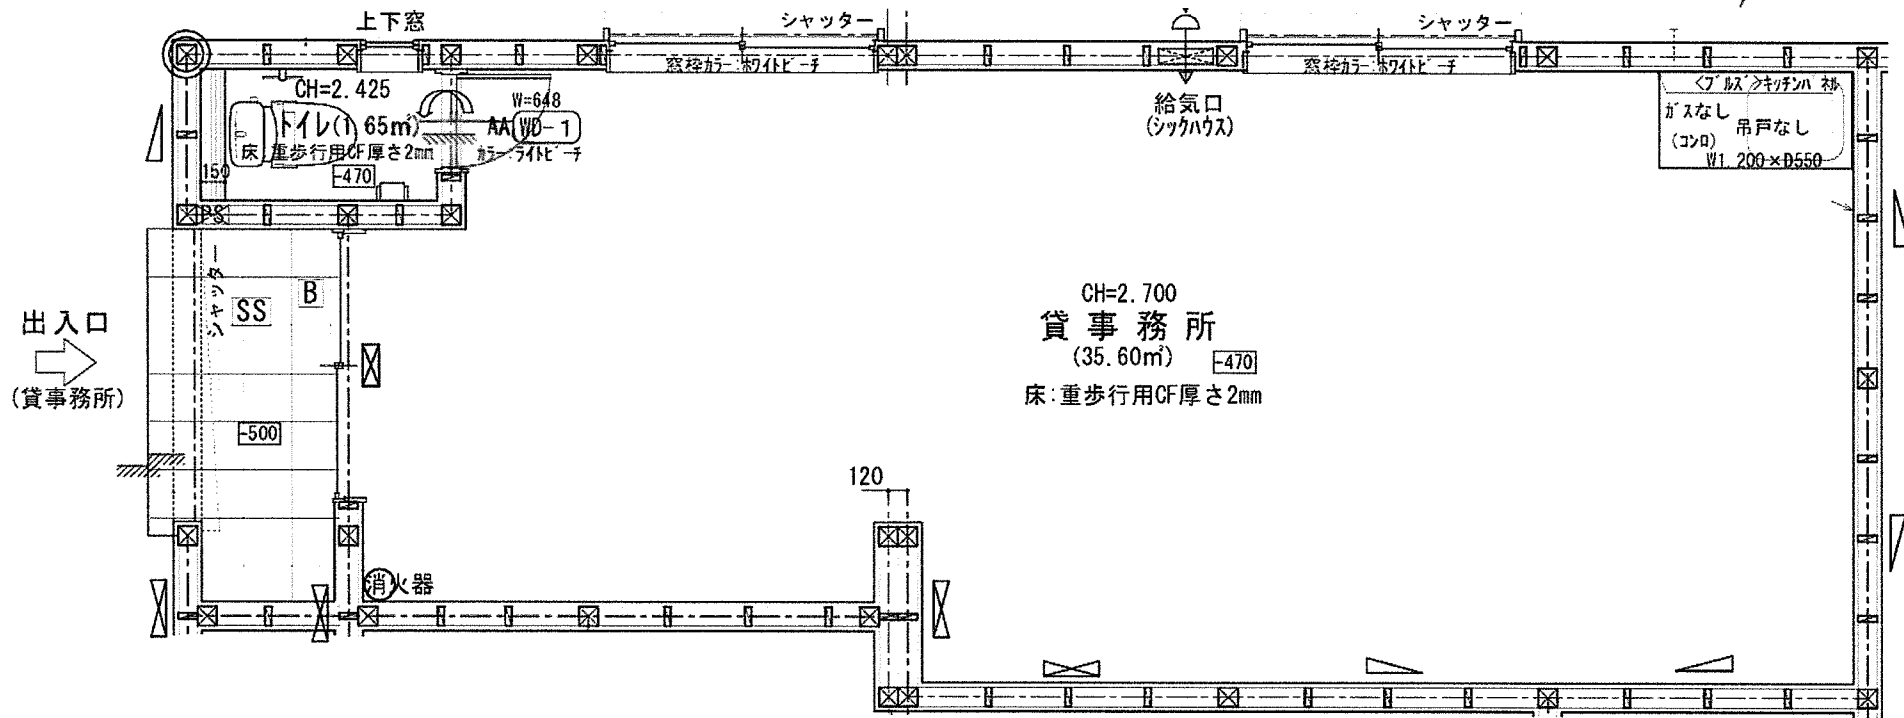 上下窓
シャッター
シャッター
窓枠カラー:ホワイトビーチ
窓枠カラー:ホワイトビーチ
CH=2.425
トイレ(1.65㎡)
床:重歩行用CF厚さ2mm
150
-470
PS
W=648
AA WD-1
カラー:ライトビーチ
給気口
(シックハウス)
キッチンパネル
ガスなし
吊戸なし
(コンロ)
W1,200×D550
シャッター
SS
B
出入口
(貸事務所)
-500
CH=2.700
貸事務所
(35.60㎡)
-470
床:重歩行用CF厚さ2mm
120
消火器